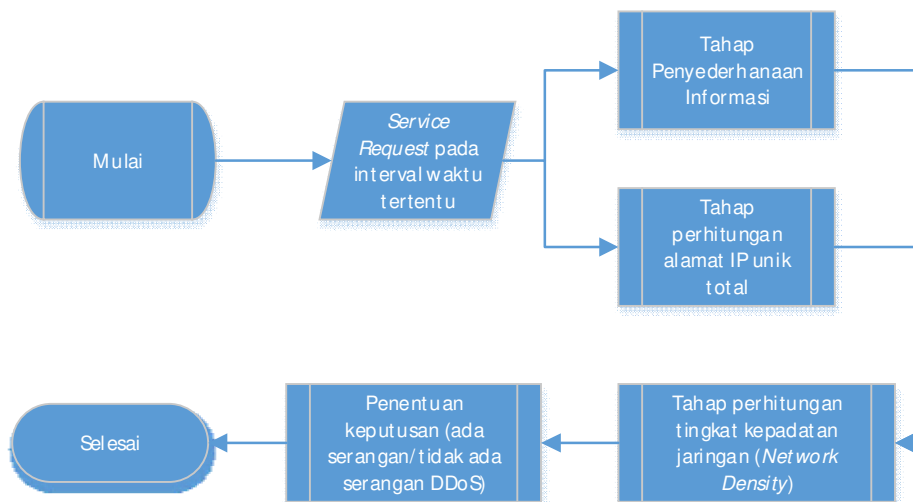 Mulai
Service
Request pada
interval waktu
tertentu
Tahap
Penyederhanaan
Informasi
Tahap
perhitungan
alamat IP unik
total
Tahap perhitungan
tingkat kepadatan
jaringan (Network
Density)
Penentuan
keputusan (ada
serangan/tidak ada
serangan DDoS)
Selesai